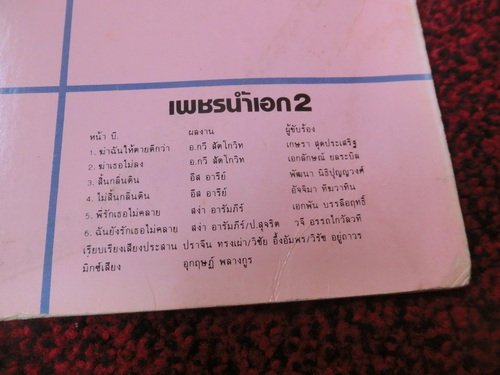 เพชรน้ำเอก 2
หน้า บี. ผลงาน ผู้ขับร้อง
1. ฆ่าฉันให้ตายดีกว่า อ.กวี สัตโกวิท เกษรา สุดประเสริฐ
2. ฆ่าเธอไม่ลง อ.กวี สัตโกวิท เอกลักษณ์ ยลระบิล
3. สิ้นกลิ่นดิน อีส อารีย์ พัฒนา นิธิปุญญวงศ์
4. ไม่สิ้นกลิ่นดิน อีส อารีย์ อัจจิมา ทีฆวาทิน
5. พี่รักเธอไม่คลาย สง่า อารัมภีร์ เอกพัน บรรลือฤทธิ์
6. ฉันยังรักเธอไม่คลาย สง่า อารัมภีร์/ป.สุจริต วจี อรรถไกวัลวที
เรียบเรียงเสียงประสาน ปราจีน ทรงเผ่า/วิชัย อึ้งอัมพร/วิรัช อยู่ถาวร
มิกซ์เสียง อุกฤษฎ์ พลางกูร